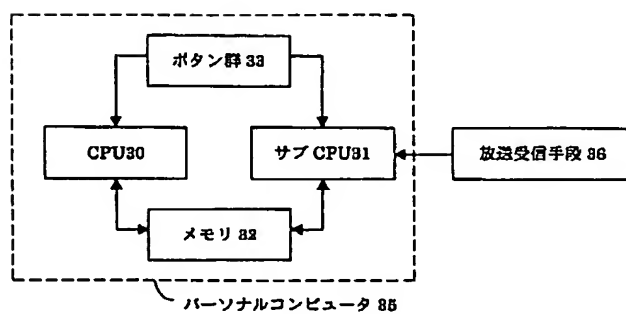 ボタン群 33
CPU30
サブ CPU31
放送受信手段 36
メモリ 32
パーソナルコンピュータ 35